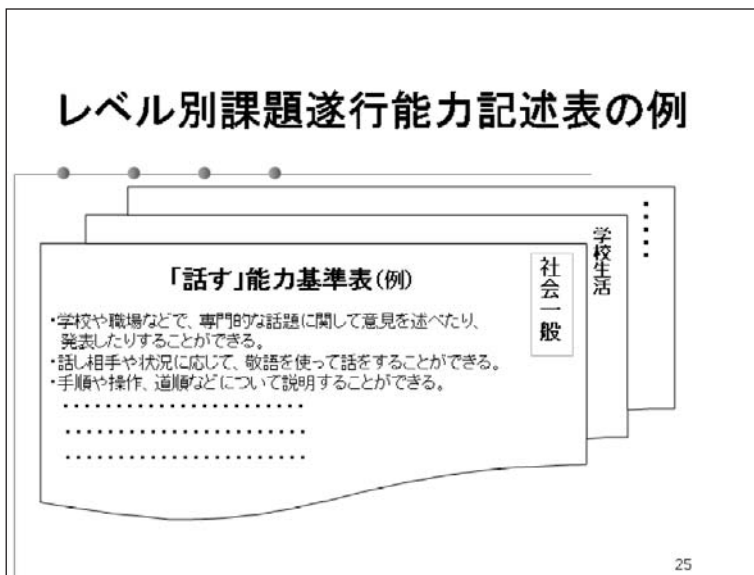 レベル別課題遂行能力記述表の例
「話す」能力基準表(例)
社会一般
学校生活
・・・・・
・学校や職場などで、専門的な話題に関して意見を述べたり、
発表したりすることができる。
・話し相手や状況に応じて、敬語を使って話をすることができる。
・手順や操作、道順などについて説明することができる。
・・・・・・・・・・・・・・・・・・・・・・・
・・・・・・・・・・・・・・・・・・・・・・・
・・・・・・・・・・・・・・・・・・・・・・・
25